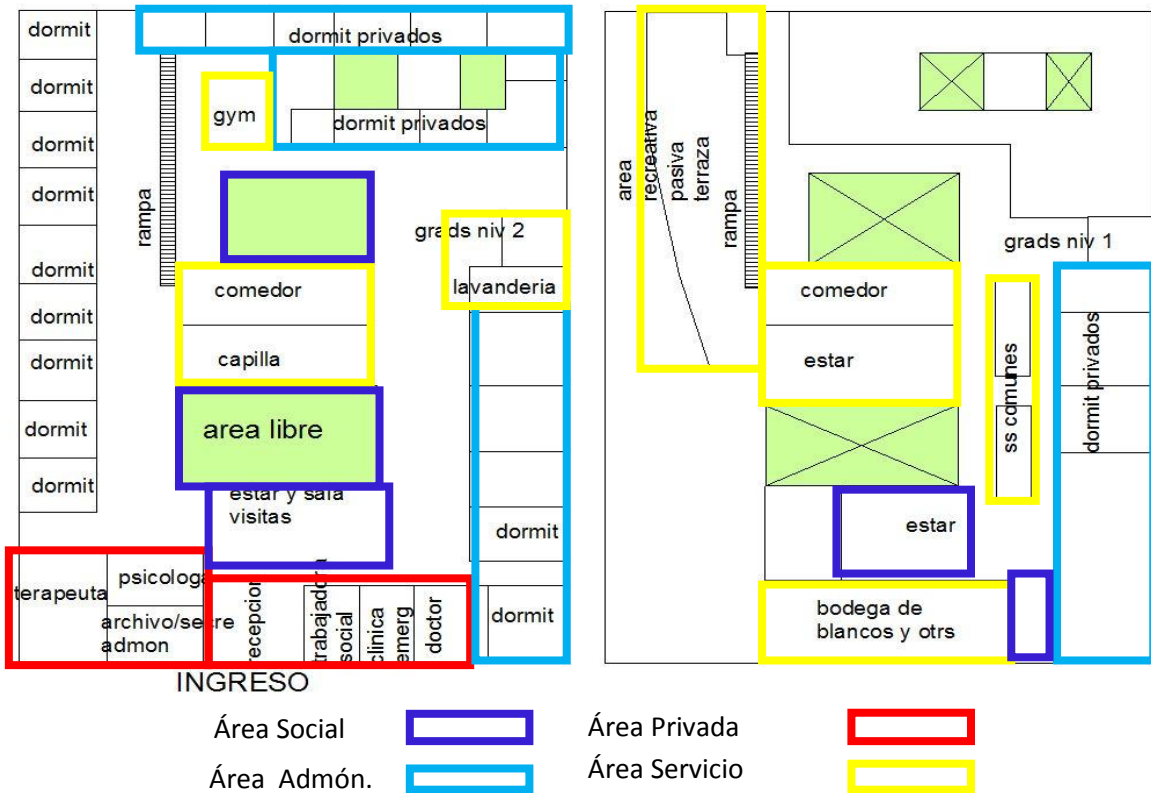 dormit
dormit privados
dormit
dormit
dormit
dormit
dormit
dormit
dormit
dormit
dormit
gym
dormit privados
rampa
grads niv 2
comedor
lavanderia
capilla
area libre
estar y sala
visitas
dormit
terapeuta
psicologa
archivo/secre
admon
recepcion
trabajadora
social
clinica
emerg
doctor
dormit
INGRESO
area
recreativa
pasiva
terraza
rampa
grads niv 1
comedor
estar
ss comunes
dormit privados
estar
bodega de
blancos y otrs
Área Social
Área Privada
Área Admón.
Área Servicio